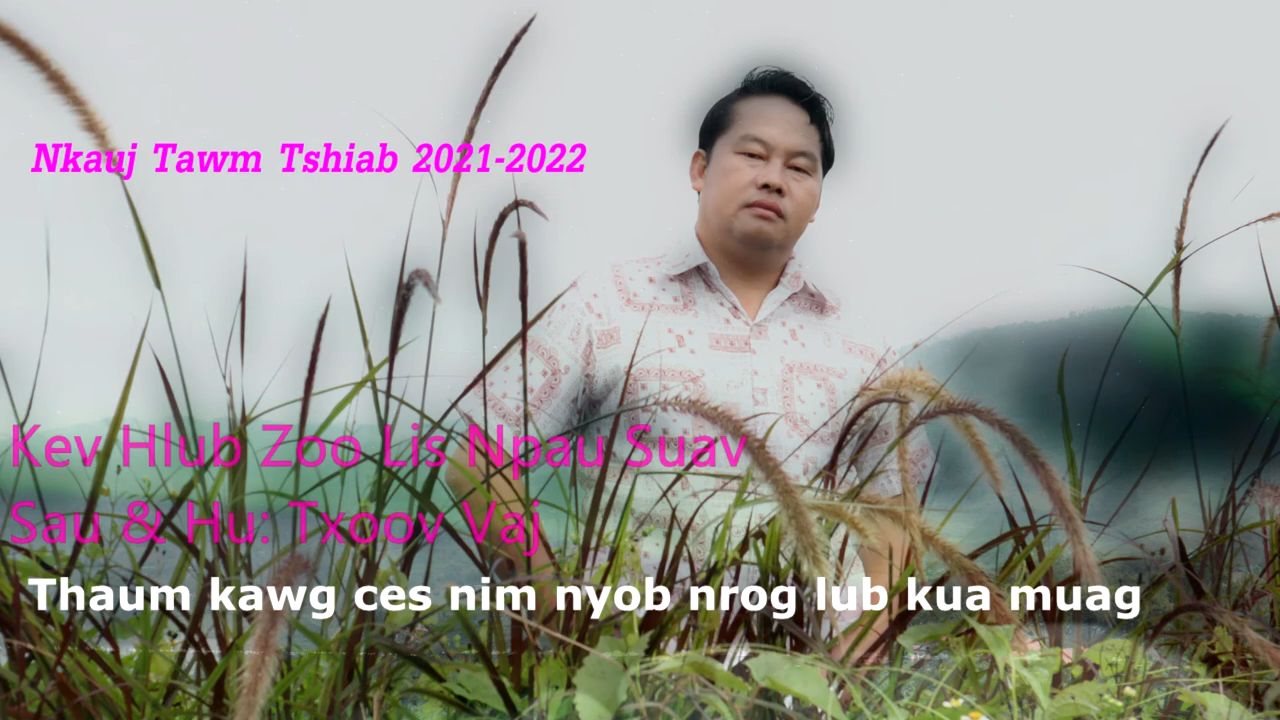 Nkauj Tawm Tshiab 2021-2022
Kev Hlub Zoo Lis Npau Suav
Sau & Hu: Txoov Vaj
Thaum kawg ces nim nyob nrog lub kua muag